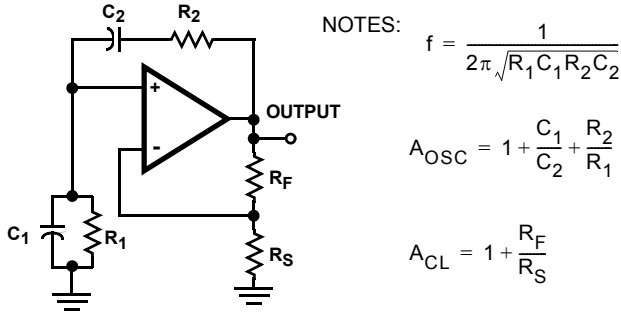 C2 R2
+
-
OUTPUT
RF
C1 R1
RS
NOTES:
f = 1 / 2π√R1C1R2C2
AOSC = 1 + C1/C2 + R2/R1
ACL = 1 + RF/RS